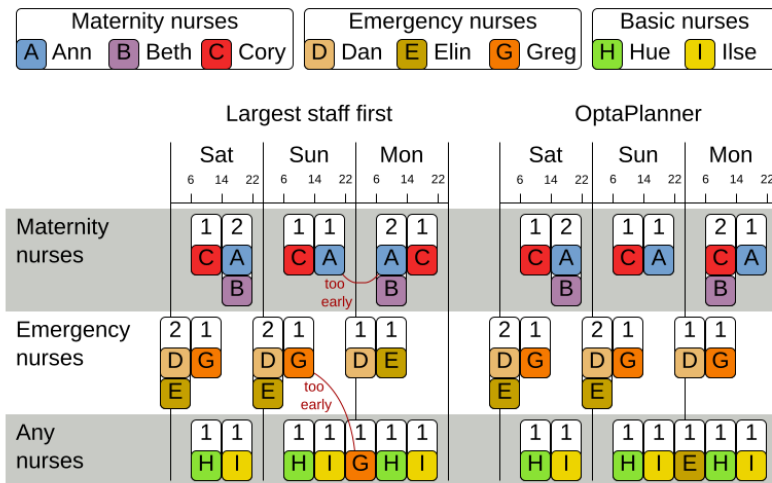 Maternity nurses Emergency nurses Basic nurses
A Ann B Beth C Cory D Dan E Elin G Greg H Hue I Ilse
Largest staff first OptaPlanner
Sat Sun Mon Sat Sun Mon
6 14 22 6 14 22 6 14 22 6 14 22 6 14 22 6 14 22
Maternity 1 2 1 1 2 1 1 2 1 1 2 1
nurses C A C A A C C A C A C A
B too B B B
early
Emergency 2 1 2 1 1 1 2 1 2 1 1 1
nurses D G D G D E D G D G D G
E E too E E
early
Any 1 1 1 1 1 1 1 1 1 1 1 1 1 1
nurses H I H I G H I H I H I E H I